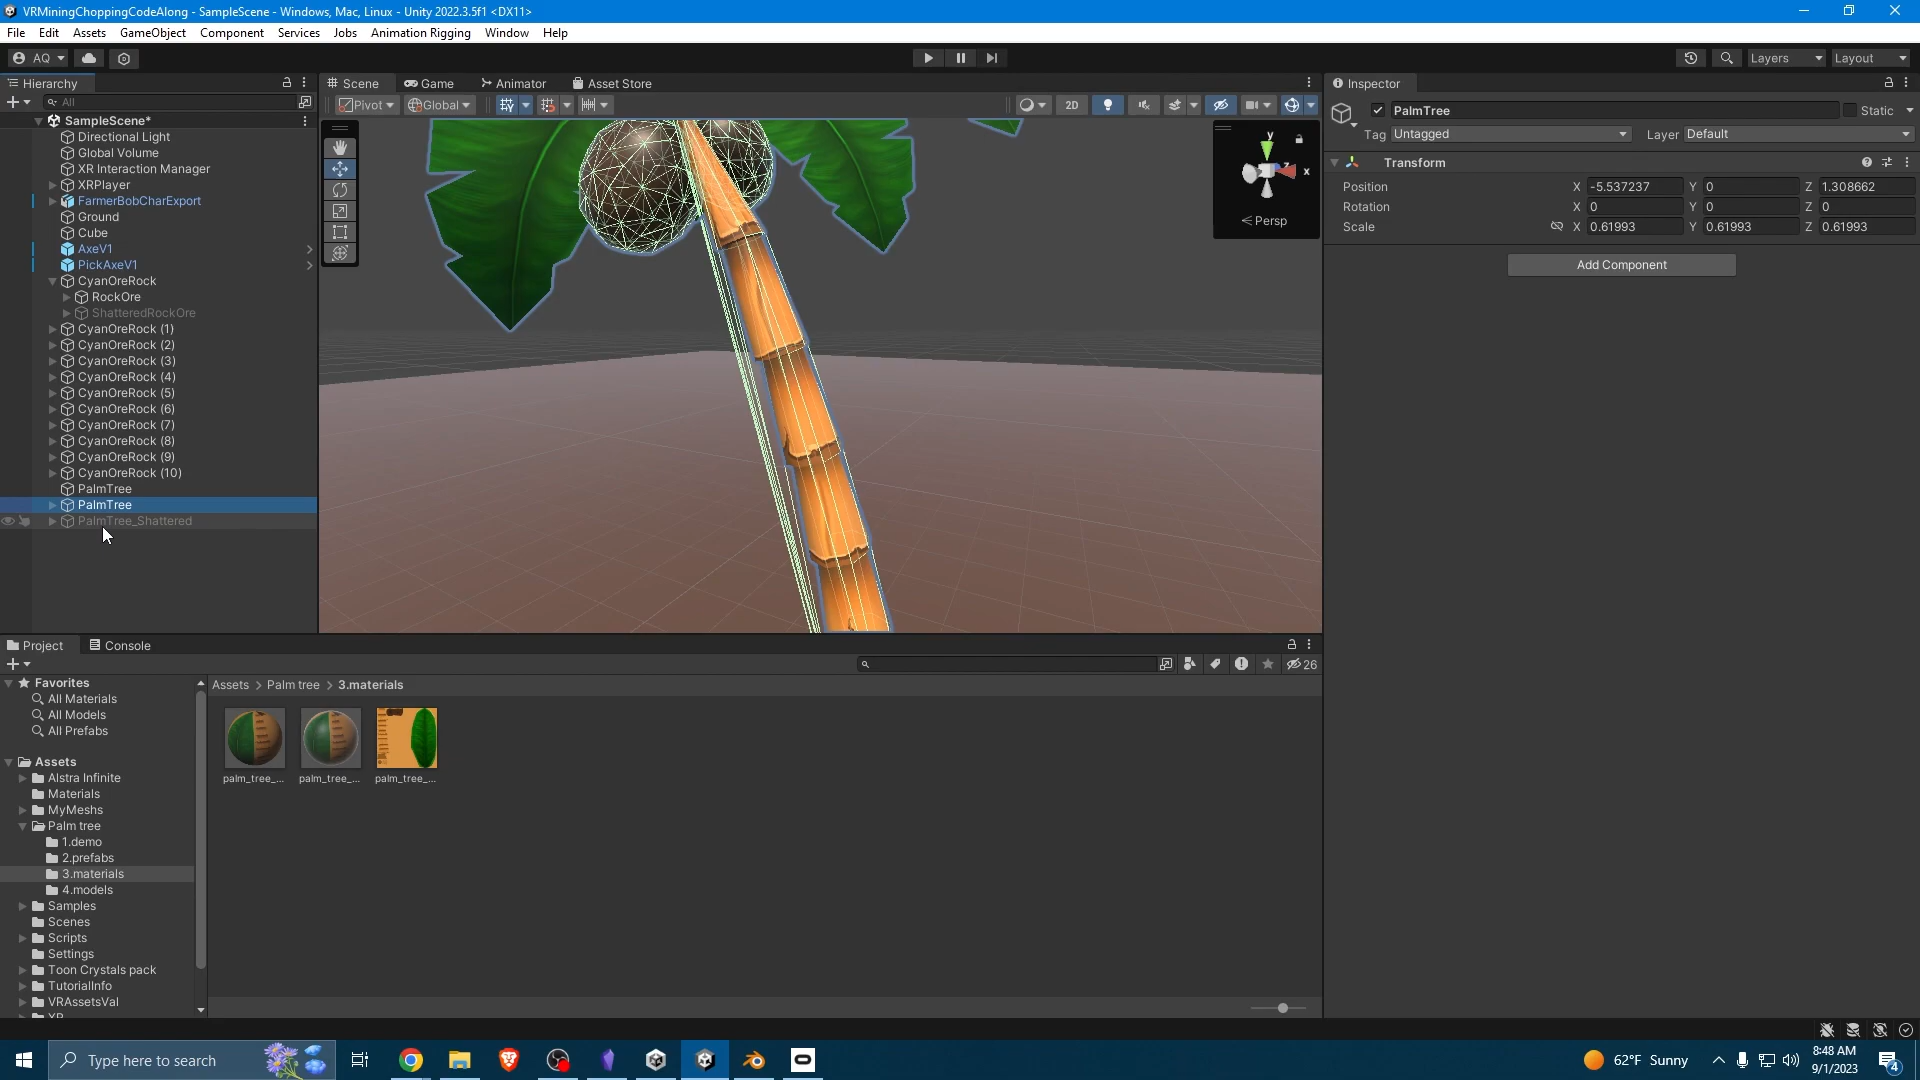 VRMiningChoppingCodeAlong - SampleScene - Windows, Mac, Linux - Unity 2022.3.5f1 <DX11>
File Edit Assets GameObject Component Services Jobs Animation Rigging Window Help
AQ Layers Layout
Hierarchy
All
SampleScene*
Directional Light
Global Volume
XR Interaction Manager
XRPlayer
FarmerBobCharExport
Ground
Cube
AxeV1
PickAxeV1
CyanOreRock
RockOre
ShatteredRockOre
CyanOreRock (1)
CyanOreRock (2)
CyanOreRock (3)
CyanOreRock (4)
CyanOreRock (5)
CyanOreRock (6)
CyanOreRock (7)
CyanOreRock (8)
CyanOreRock (9)
CyanOreRock (10)
PalmTree
PalmTree
PalmTree_Shattered
Scene Game Animator Asset Store
Pivot Global 2D
y
x
z
< Persp
Inspector
PalmTree Static
Tag Untagged Layer Default
Transform
Position X -5.537237 Y 0 Z 1.308662
Rotation X 0 Y 0 Z 0
Scale X 0.61993 Y 0.61993 Z 0.61993
Add Component
Project Console
26
Favorites
All Materials
All Models
All Prefabs
Assets
Alstra Infinite
Materials
MyMeshs
Palm tree
1.demo
2.prefabs
3.materials
4.models
Samples
Scenes
Scripts
Settings
Toon Crystals pack
TutorialInfo
VRAssetsVal
XR
Assets > Palm tree > 3.materials
palm_tree_... palm_tree_... palm_tree_...
Type here to search
62°F Sunny
8:48 AM
9/1/2023
4